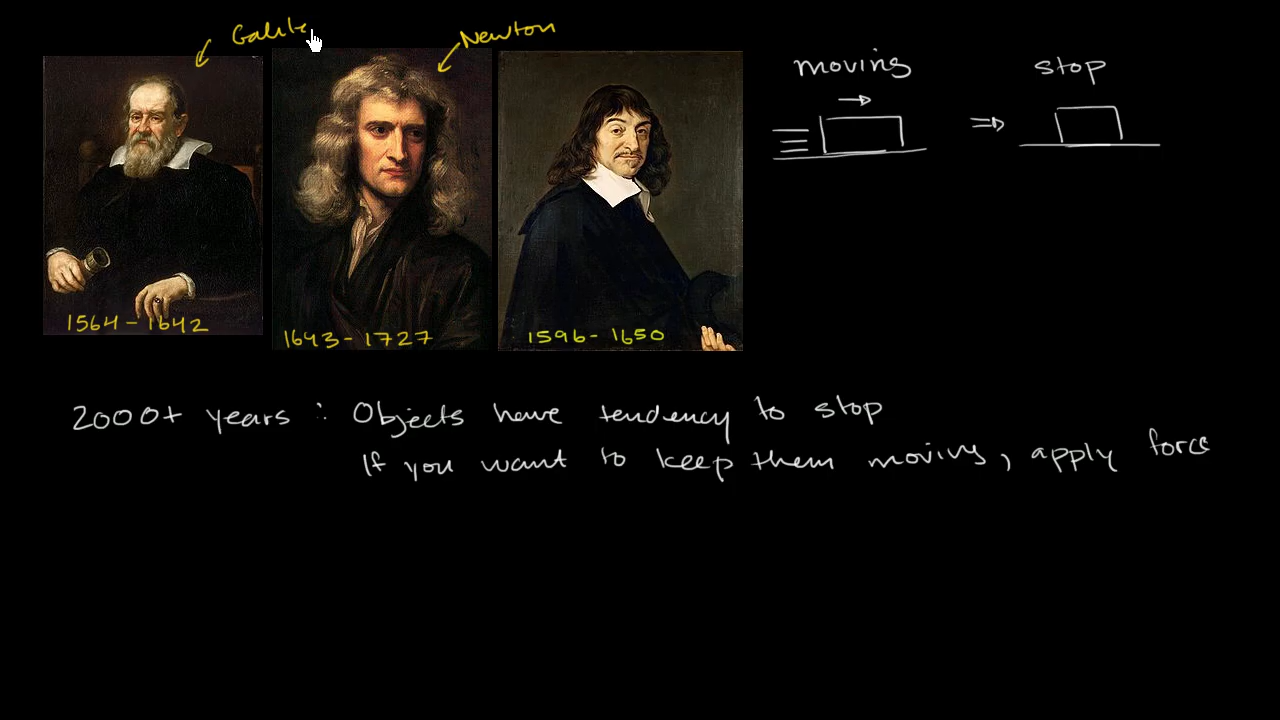 Galile
Newton
moving
stop
1564 - 1642
1643 - 1727
1596 - 1650
2000+ years : Objects have tendency to stop
If you want to keep them moving, apply force